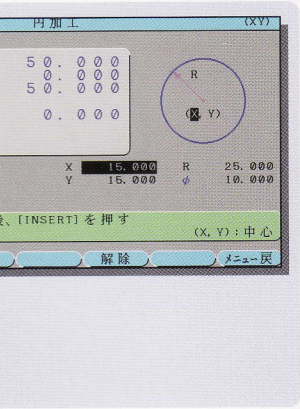 円加工 (XY)
50.000
0.000
50.000
0.000
R
(X, Y)
X 15.000 R 25.000
Y 15.000 φ 10.000
後、[INSERT]を押す
(X, Y):中心
解除 メニュー戻